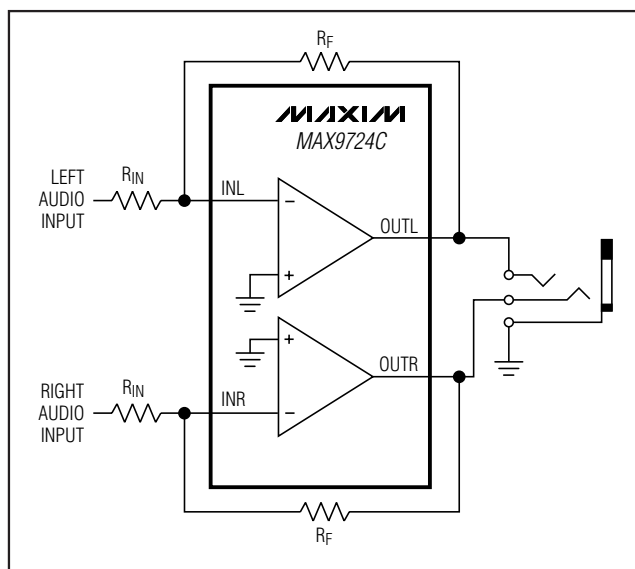 RF
MAXIM
MAX9724C
LEFT
AUDIO
INPUT
RIN
INL
−
OUTL
+
+
OUTR
RIGHT
AUDIO
INPUT
RIN
INR
−
RF